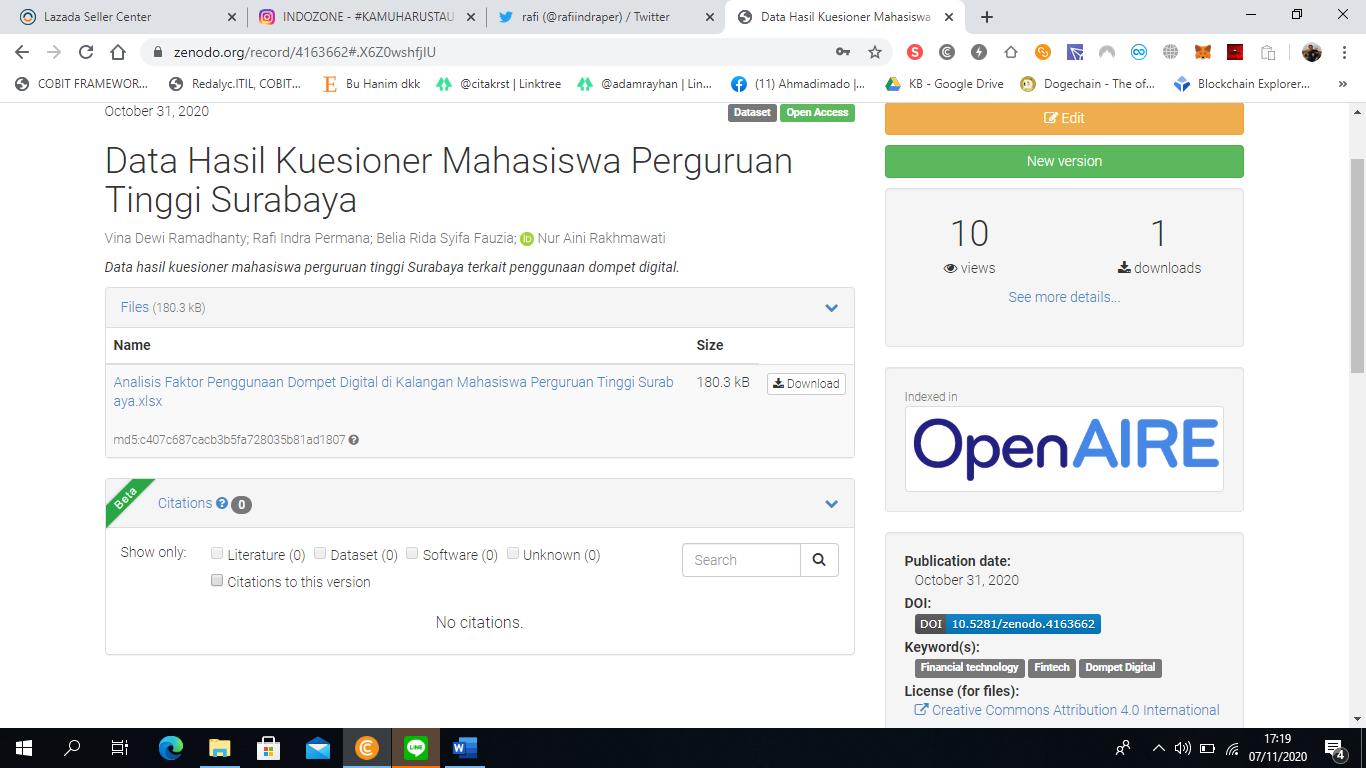 Lazada Seller Center
INDOZONE - #KAMUHARUSTAU
rafi (@rafiindraper) / Twitter
Data Hasil Kuesioner Mahasiswa
zenodo.org/record/4163662#.X6Z0wshfjIU
COBIT FRAMEWOR...
Redalyc.ITIL, COBIT...
Bu Hanim dkk
@citakrst | Linktree
@adamrayhan | Lin...
(11) Ahmadimado |...
KB - Google Drive
Dogechain - The of...
Blockchain Explorer...
»
October 31, 2020
Dataset Open Access
Data Hasil Kuesioner Mahasiswa Perguruan
Tinggi Surabaya
Vina Dewi Ramadhanty; Rafi Indra Permana; Belia Rida Syifa Fauzia; iD Nur Aini Rakhmawati
Data hasil kuesioner mahasiswa perguruan tinggi Surabaya terkait penggunaan dompet digital.
Files (180.3 kB)
Name Size
Analisis Faktor Penggunaan Dompet Digital di Kalangan Mahasiswa Perguruan Tinggi Surab
aya.xlsx
180.3 kB
Download
md5:c407c687cacb3b5fa728035b81ad1807
Beta
Citations 0
Show only: Literature (0) Dataset (0) Software (0) Unknown (0)
Citations to this version
Search
No citations.
Edit
New version
10 1
views downloads
See more details...
Indexed in
OpenAIRE
Publication date:
October 31, 2020
DOI:
DOI 10.5281/zenodo.4163662
Keyword(s):
Financial technology Fintech Dompet Digital
License (for files):
Creative Commons Attribution 4.0 International
17:19
07/11/2020
4